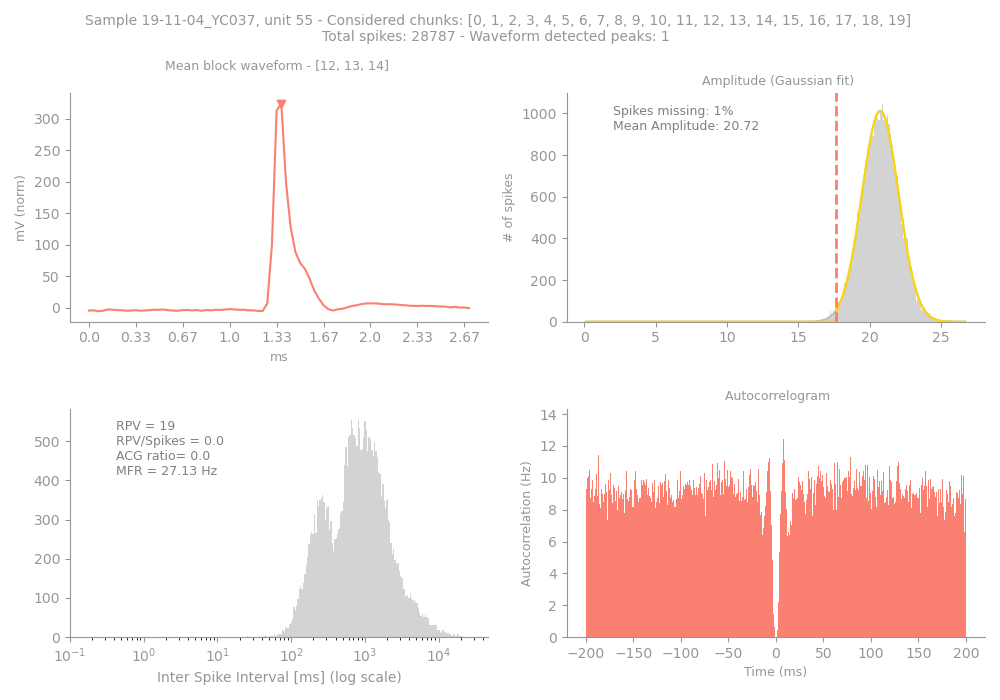 Sample 19-11-04_YC037, unit 55 - Considered chunks: [0, 1, 2, 3, 4, 5, 6, 7, 8, 9, 10, 11, 12, 13, 14, 15, 16, 17, 18, 19]
Total spikes: 28787 - Waveform detected peaks: 1
Mean block waveform - [12, 13, 14]
300
250
200
150
100
50
0
mV (norm)
0.0 0.33 0.67 1.0 1.33 1.67 2.0 2.33 2.67
ms
Amplitude (Gaussian fit)
Spikes missing: 1%
Mean Amplitude: 20.72
1000
800
600
400
200
0
# of spikes
0 5 10 15 20 25
RPV = 19
RPV/Spikes = 0.0
ACG ratio= 0.0
MFR = 27.13 Hz
500
400
300
200
100
0
10⁻¹ 10⁰ 10¹ 10² 10³ 10⁴
Inter Spike Interval [ms] (log scale)
Autocorrelogram
14
12
10
8
6
4
2
0
Autocorrelation (Hz)
−200 −150 −100 −50 0 50 100 150 200
Time (ms)